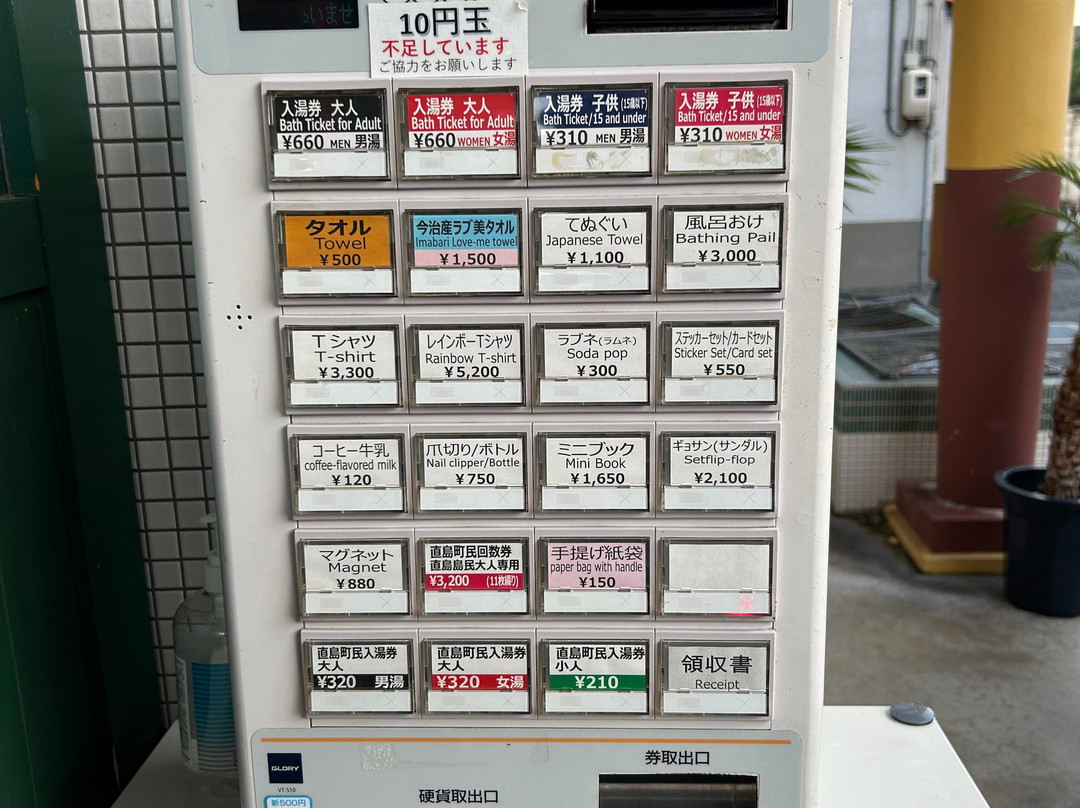 いませ
10円玉
不足しています
ご協力をお願いします
入湯券 大人
Bath Ticket for Adult
¥660 MEN 男湯
入湯券 大人
Bath Ticket for Adult
¥660 WOMEN 女湯
入湯券 子供(15歳以下)
Bath Ticket/15 and under
¥310 MEN 男湯
入湯券 子供(15歳以下)
Bath Ticket/15 and under
¥310 WOMEN 女湯
タオル
Towel
¥500
今治産ラブ美タオル
Imabari Love-me towel
¥1,500
てぬぐい
Japanese Towel
¥1,100
風呂おけ
Bathing Pail
¥3,000
Tシャツ
T-shirt
¥3,300
レインボーTシャツ
Rainbow T-shirt
¥5,200
ラブネ(ラムネ)
Soda pop
¥300
ステッカーセット/カードセット
Sticker Set/Card set
¥550
コーヒー牛乳
coffee-flavored milk
¥120
爪切り/ボトル
Nail clipper/Bottle
¥750
ミニブック
Mini Book
¥1,650
ギョサン(サンダル)
Setflip-flop
¥2,100
マグネット
Magnet
¥880
直島町民回数券
直島島民大人専用
¥3,200 (11枚綴り)
手提げ紙袋
paper bag with handle
¥150
直島町民入湯券
大人
¥320 男湯
直島町民入湯券
大人
¥320 女湯
直島町民入湯券
小人
¥210
領収書
Receipt
GLORY
VT-S10
新500円
硬貨取出口
券取出口